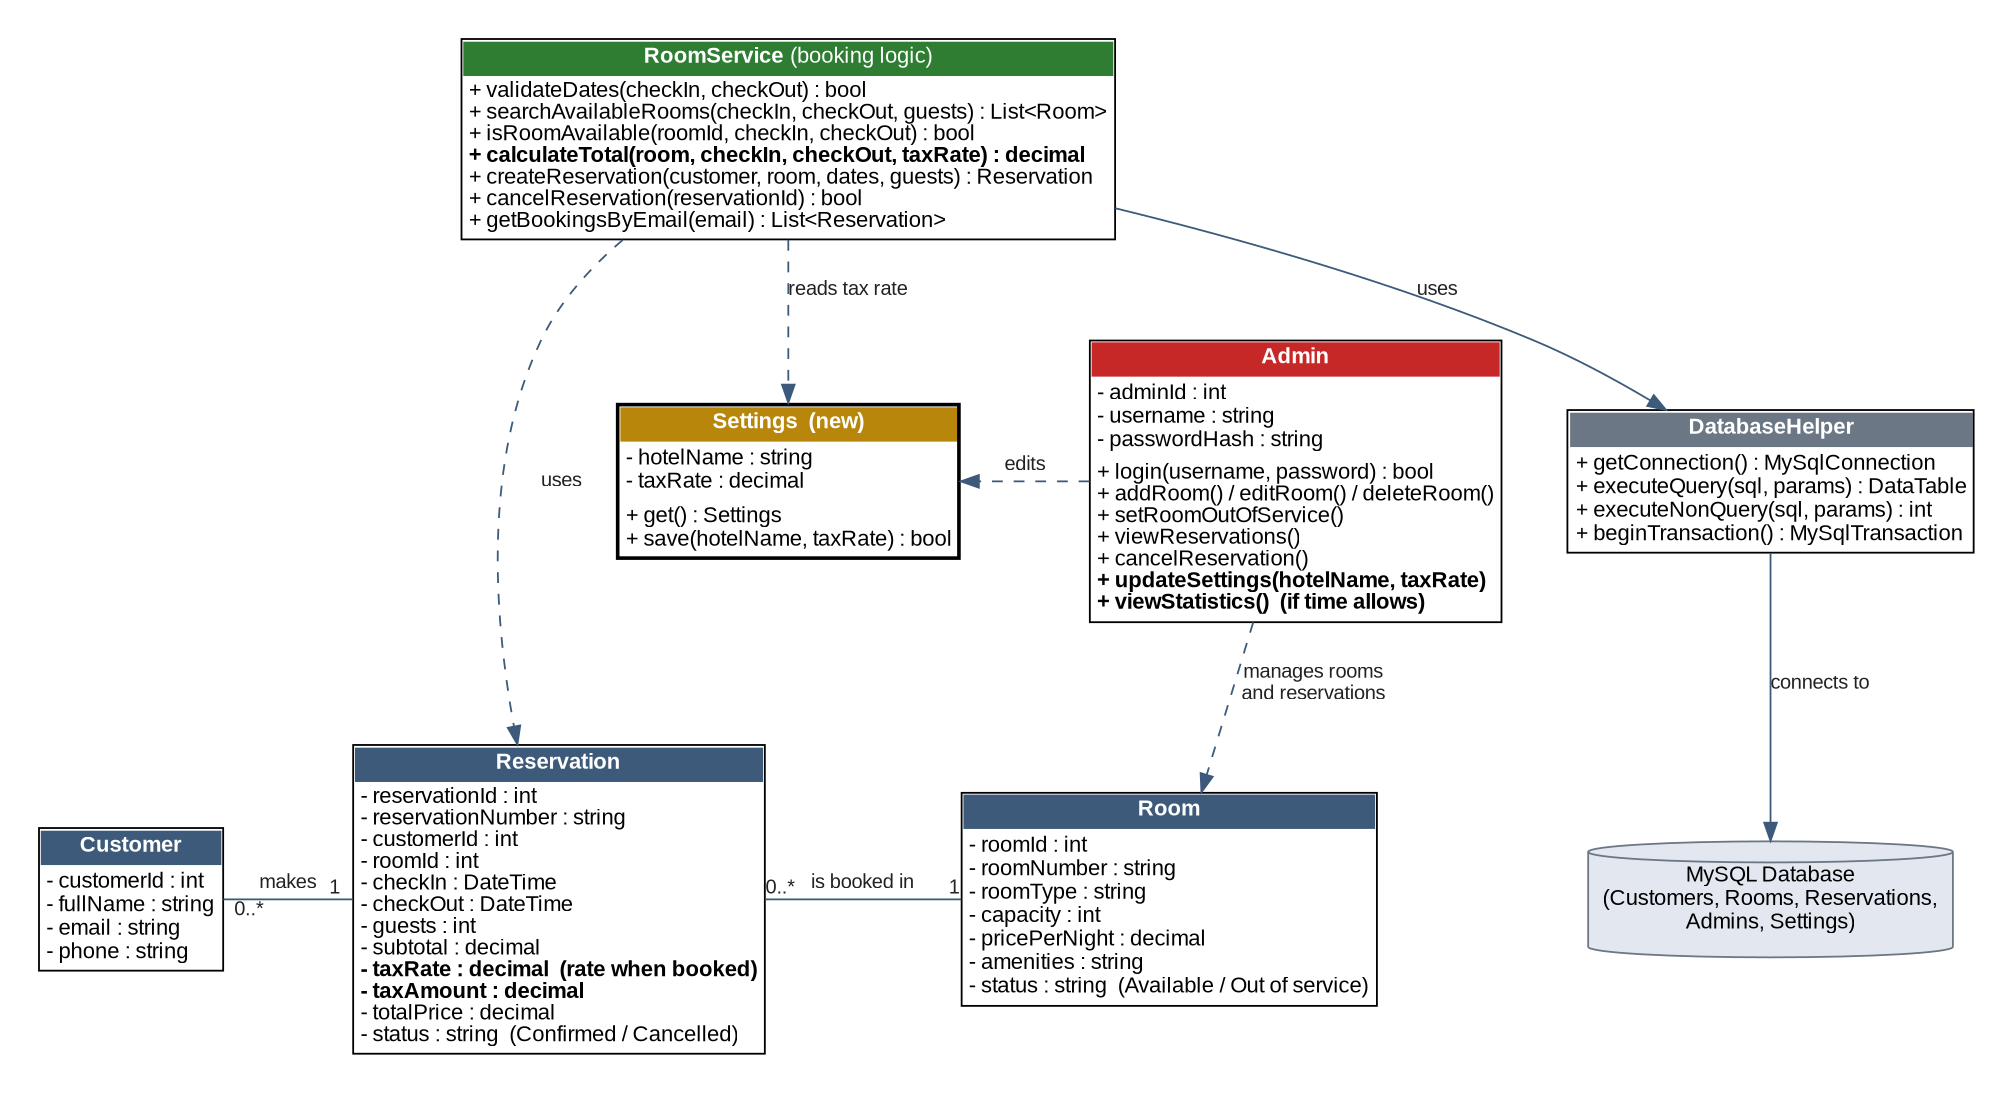 RoomService (booking logic)
+ validateDates(checkIn, checkOut) : bool
+ searchAvailableRooms(checkIn, checkOut, guests) : List<Room>
+ isRoomAvailable(roomId, checkIn, checkOut) : bool
+ calculateTotal(room, checkIn, checkOut, taxRate) : decimal
+ createReservation(customer, room, dates, guests) : Reservation
+ cancelReservation(reservationId) : bool
+ getBookingsByEmail(email) : List<Reservation>
reads tax rate
uses
uses
Settings  (new)
- hotelName : string
- taxRate : decimal
+ get() : Settings
+ save(hotelName, taxRate) : bool
edits
Admin
- adminId : int
- username : string
- passwordHash : string
+ login(username, password) : bool
+ addRoom() / editRoom() / deleteRoom()
+ setRoomOutOfService()
+ viewReservations()
+ cancelReservation()
+ updateSettings(hotelName, taxRate)
+ viewStatistics()  (if time allows)
DatabaseHelper
+ getConnection() : MySqlConnection
+ executeQuery(sql, params) : DataTable
+ executeNonQuery(sql, params) : int
+ beginTransaction() : MySqlTransaction
manages rooms
and reservations
connects to
Customer
- customerId : int
- fullName : string
- email : string
- phone : string
makes
1
0..*
Reservation
- reservationId : int
- reservationNumber : string
- customerId : int
- roomId : int
- checkIn : DateTime
- checkOut : DateTime
- guests : int
- subtotal : decimal
- taxRate : decimal  (rate when booked)
- taxAmount : decimal
- totalPrice : decimal
- status : string  (Confirmed / Cancelled)
0..*
is booked in
1
Room
- roomId : int
- roomNumber : string
- roomType : string
- capacity : int
- pricePerNight : decimal
- amenities : string
- status : string  (Available / Out of service)
MySQL Database
(Customers, Rooms, Reservations,
Admins, Settings)